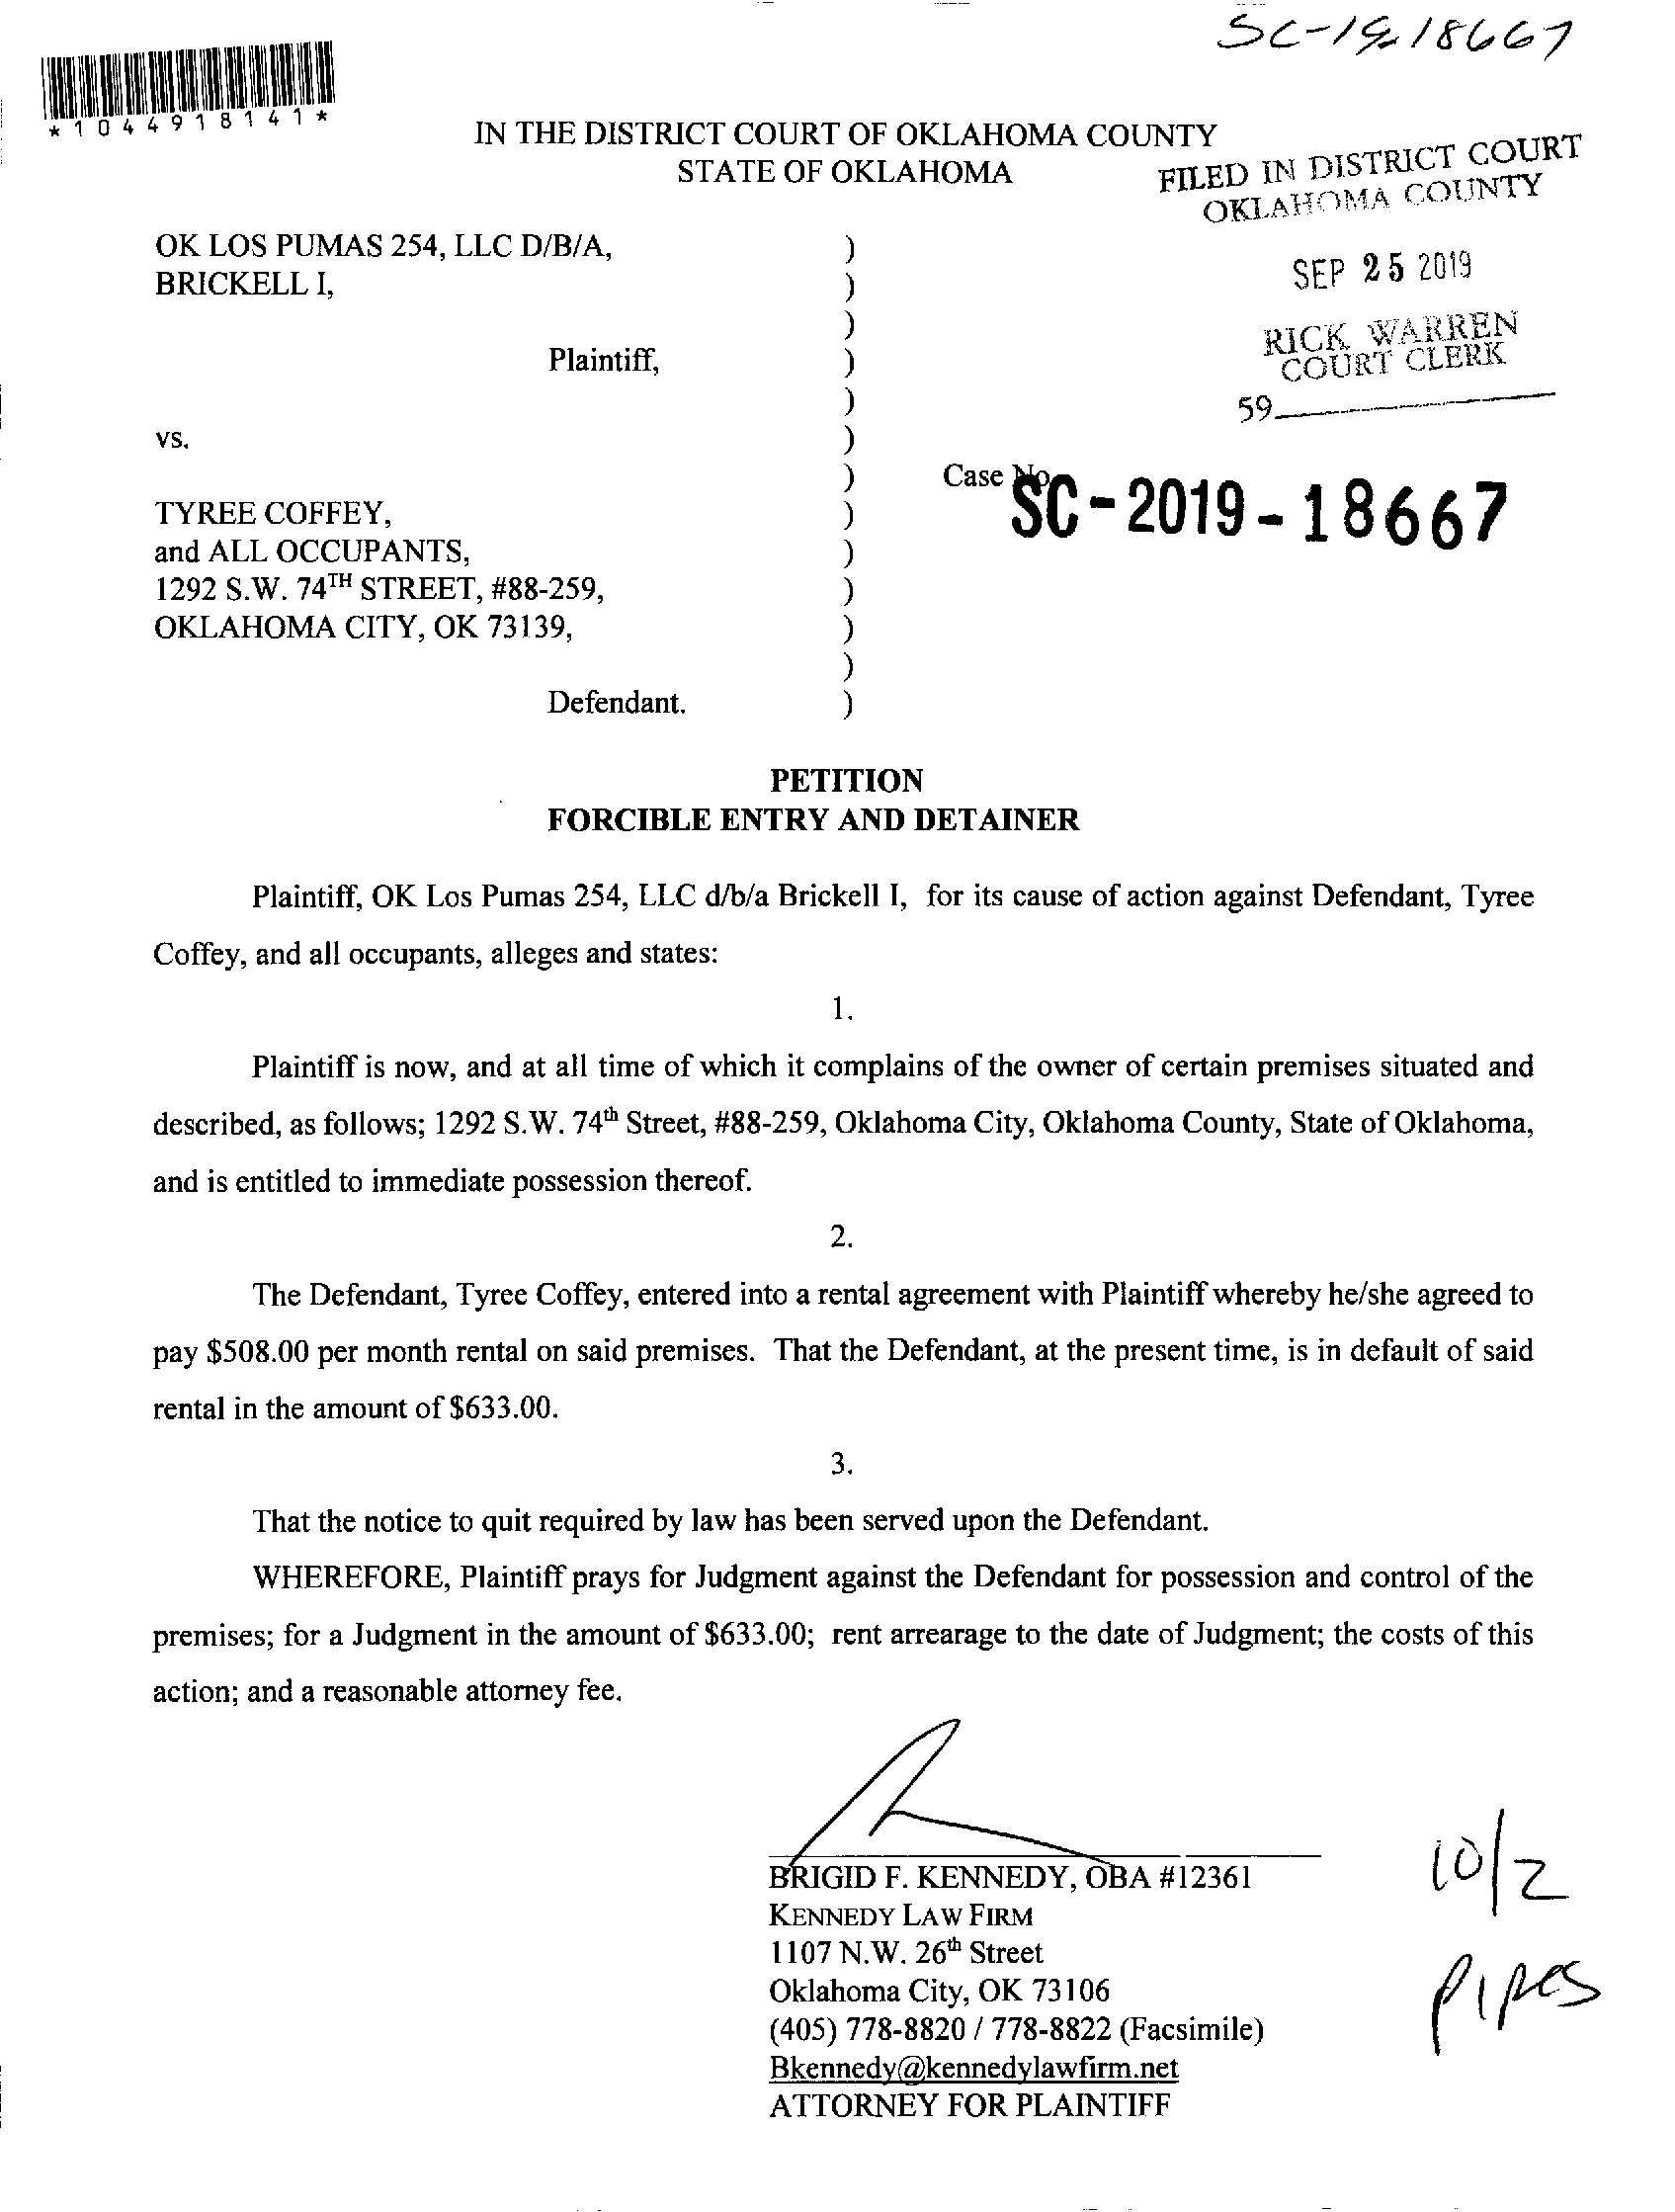 SC-19-18667
*1044918141*
IN THE DISTRICT COURT OF OKLAHOMA COUNTY
STATE OF OKLAHOMA
FILED IN DISTRICT COURT
OKLAHOMA COUNTY
SEP 25 2019
RICK WARREN
COURT CLERK
59
OK LOS PUMAS 254, LLC D/B/A, )
BRICKELL I, )
)
Plaintiff, )
)
vs. )
) Case No. SC-2019-18667
TYREE COFFEY, )
and ALL OCCUPANTS, )
1292 S.W. 74TH STREET, #88-259, )
OKLAHOMA CITY, OK 73139, )
)
Defendant. )
PETITION
FORCIBLE ENTRY AND DETAINER
Plaintiff, OK Los Pumas 254, LLC d/b/a Brickell I, for its cause of action against Defendant, Tyree
Coffey, and all occupants, alleges and states:
1.
Plaintiff is now, and at all time of which it complains of the owner of certain premises situated and
described, as follows; 1292 S.W. 74th Street, #88-259, Oklahoma City, Oklahoma County, State of Oklahoma,
and is entitled to immediate possession thereof.
2.
The Defendant, Tyree Coffey, entered into a rental agreement with Plaintiff whereby he/she agreed to
pay $508.00 per month rental on said premises. That the Defendant, at the present time, is in default of said
rental in the amount of $633.00.
3.
That the notice to quit required by law has been served upon the Defendant.
WHEREFORE, Plaintiff prays for Judgment against the Defendant for possession and control of the
premises; for a Judgment in the amount of $633.00; rent arrearage to the date of Judgment; the costs of this
action; and a reasonable attorney fee.
BRIGID F. KENNEDY, OBA #12361
KENNEDY LAW FIRM
1107 N.W. 26th Street
Oklahoma City, OK 73106
(405) 778-8820 / 778-8822 (Facsimile)
Bkennedy@kennedylawfirm.net
ATTORNEY FOR PLAINTIFF
10/2
Pipes